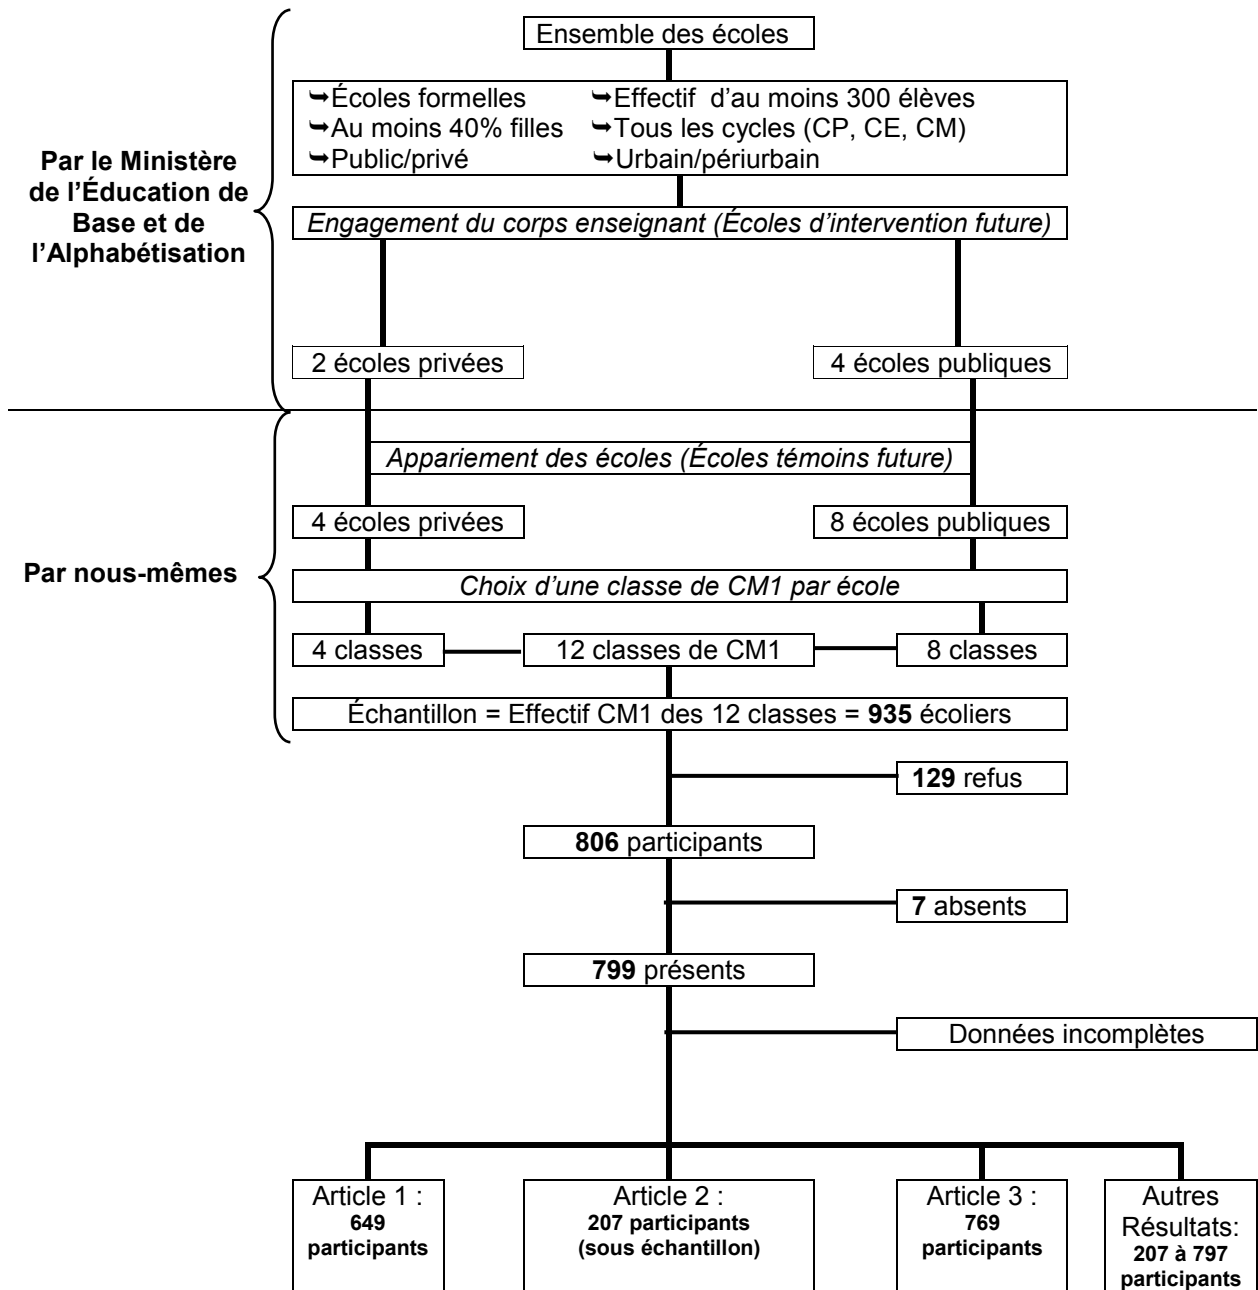 Ensemble des écoles
➥Écoles formelles ➥Effectif d'au moins 300 élèves
➥Au moins 40% filles ➥Tous les cycles (CP, CE, CM)
➥Public/privé ➥Urbain/périurbain
Par le Ministère
de l'Éducation de
Base et de
l'Alphabétisation
Engagement du corps enseignant (Écoles d'intervention future)
2 écoles privées 4 écoles publiques
Appariement des écoles (Écoles témoins future)
4 écoles privées 8 écoles publiques
Par nous-mêmes
Choix d'une classe de CM1 par école
4 classes 12 classes de CM1 8 classes
Échantillon = Effectif CM1 des 12 classes = 935 écoliers
129 refus
806 participants
7 absents
799 présents
Données incomplètes
Article 1 :
649
participants
Article 2 :
207 participants
(sous échantillon)
Article 3 :
769
participants
Autres
Résultats:
207 à 797
participants